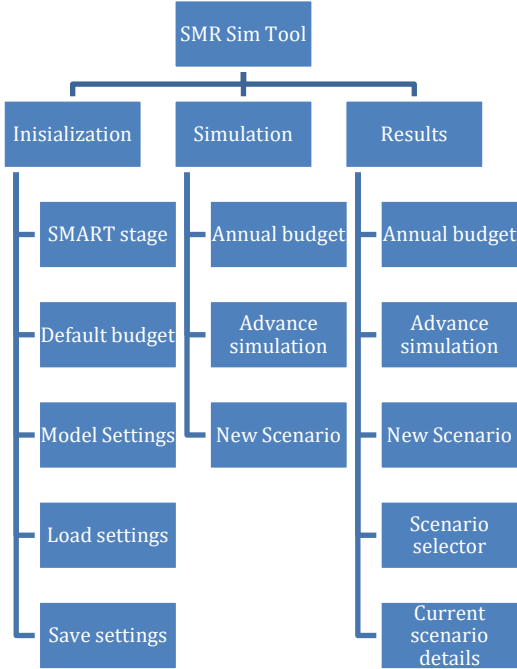 SMR Sim Tool
Inisialization
Simulation
Results
SMART stage
Annual budget
Annual budget
Default budget
Advance
simulation
Advance
simulation
Model Settings
New Scenario
New Scenario
Load settings
Scenario
selector
Save settings
Current
scenario
details